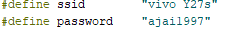 #define ssid "vivo Y27s"
#define password "ajai1997"